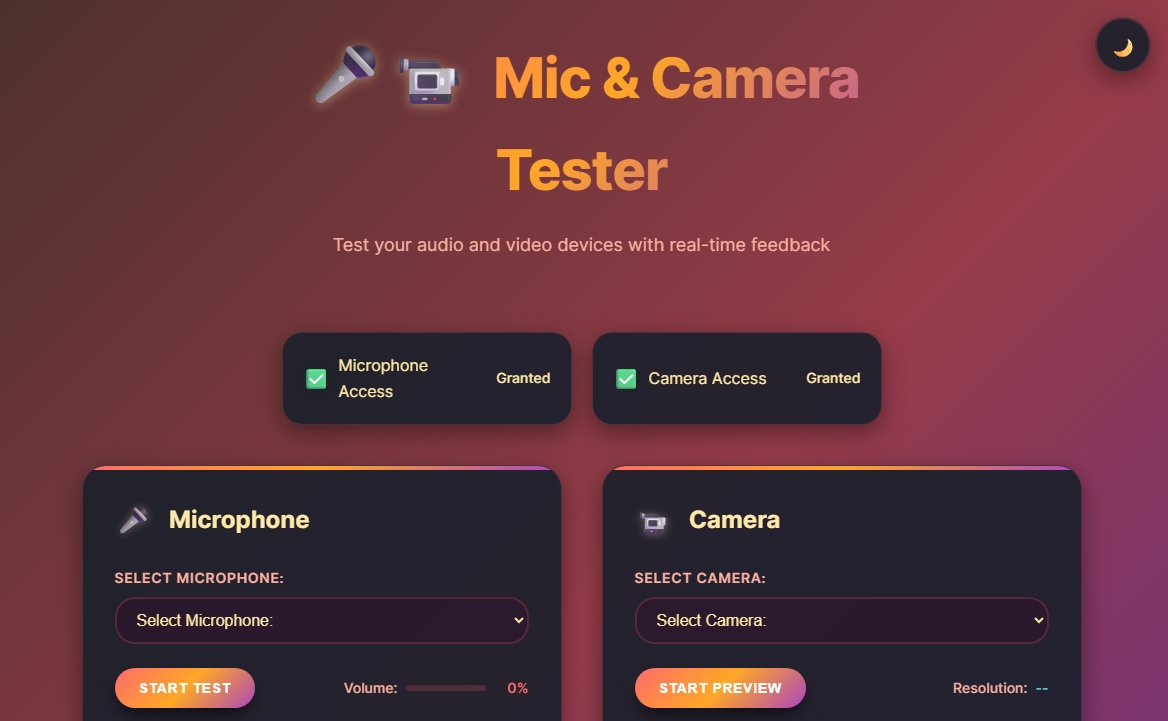 Mic & Camera
Tester
Test your audio and video devices with real-time feedback
Microphone
Access
Granted
Camera Access
Granted
Microphone
SELECT MICROPHONE:
Select Microphone:
START TEST
Volume:
0%
Camera
SELECT CAMERA:
Select Camera:
START PREVIEW
Resolution:
--